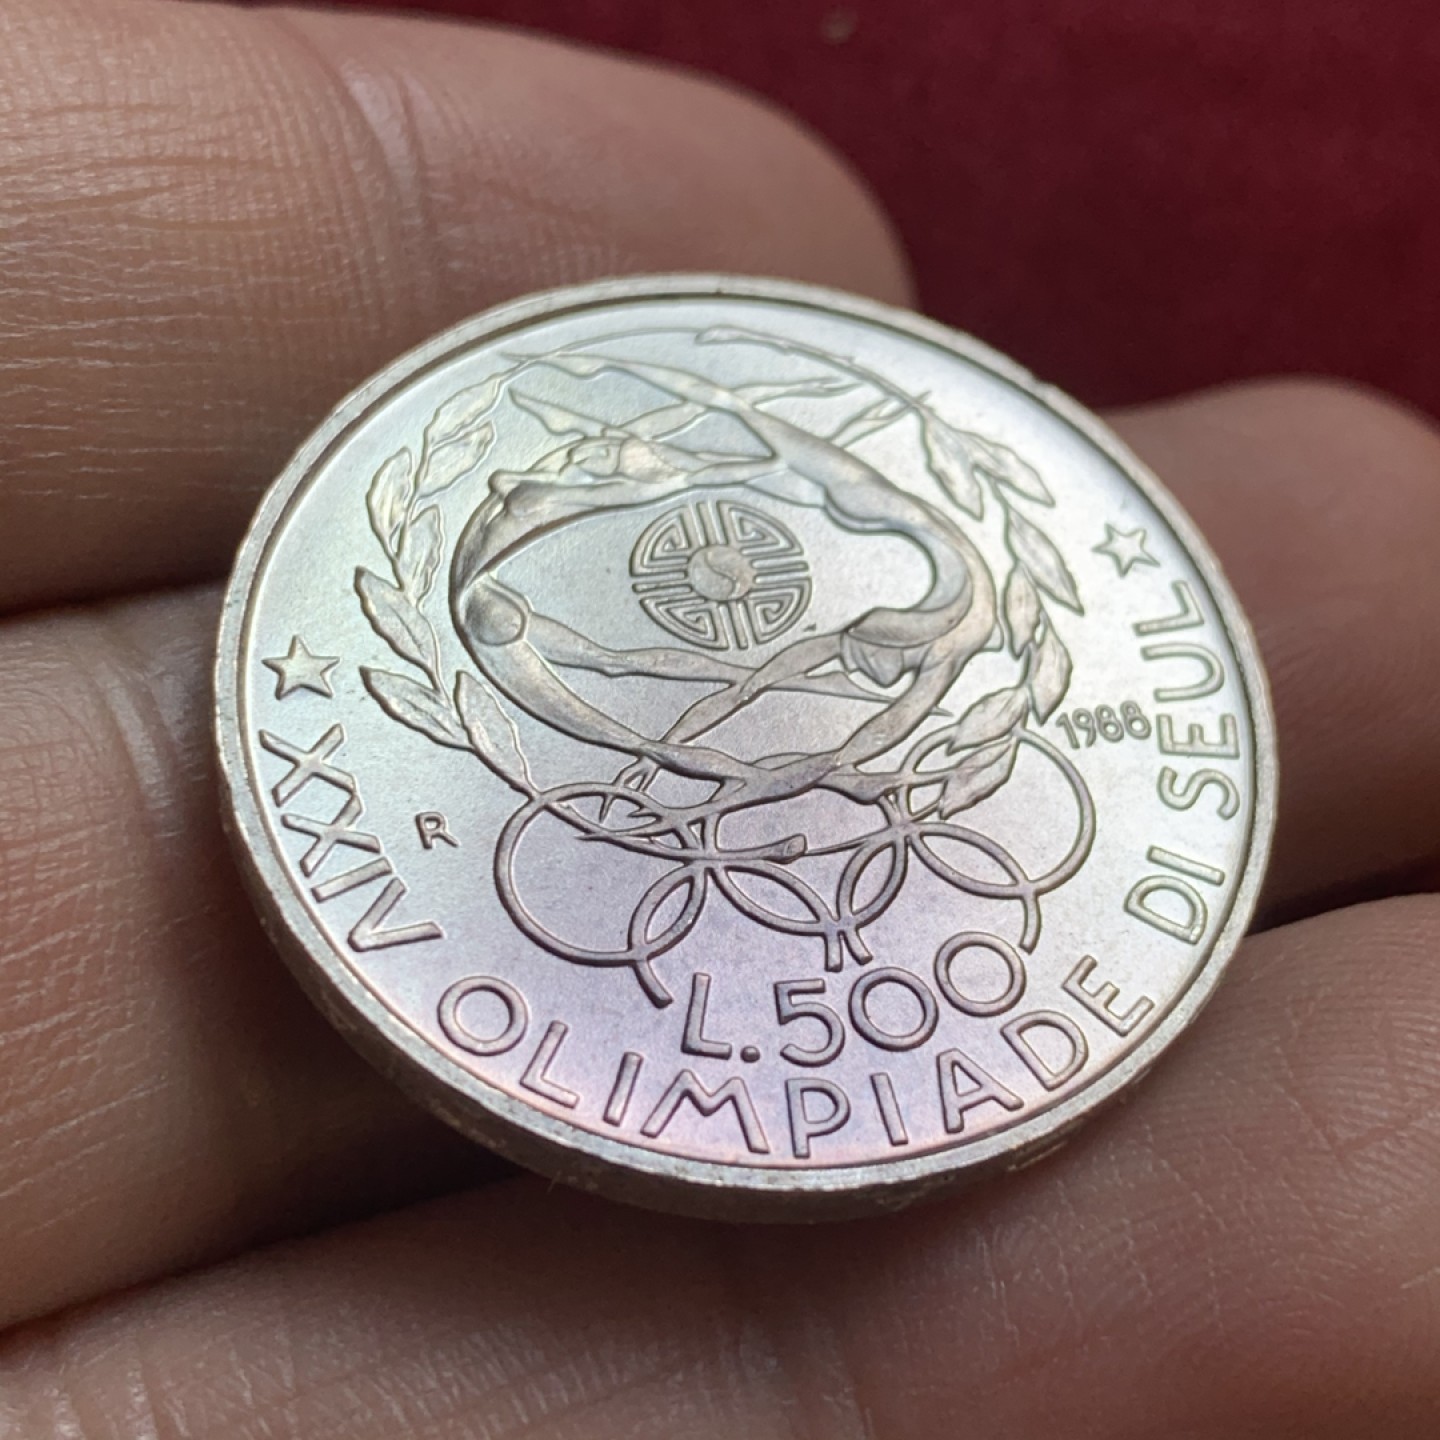 XXIV OLIMPIADE DI SEUL
1988
R
L.500